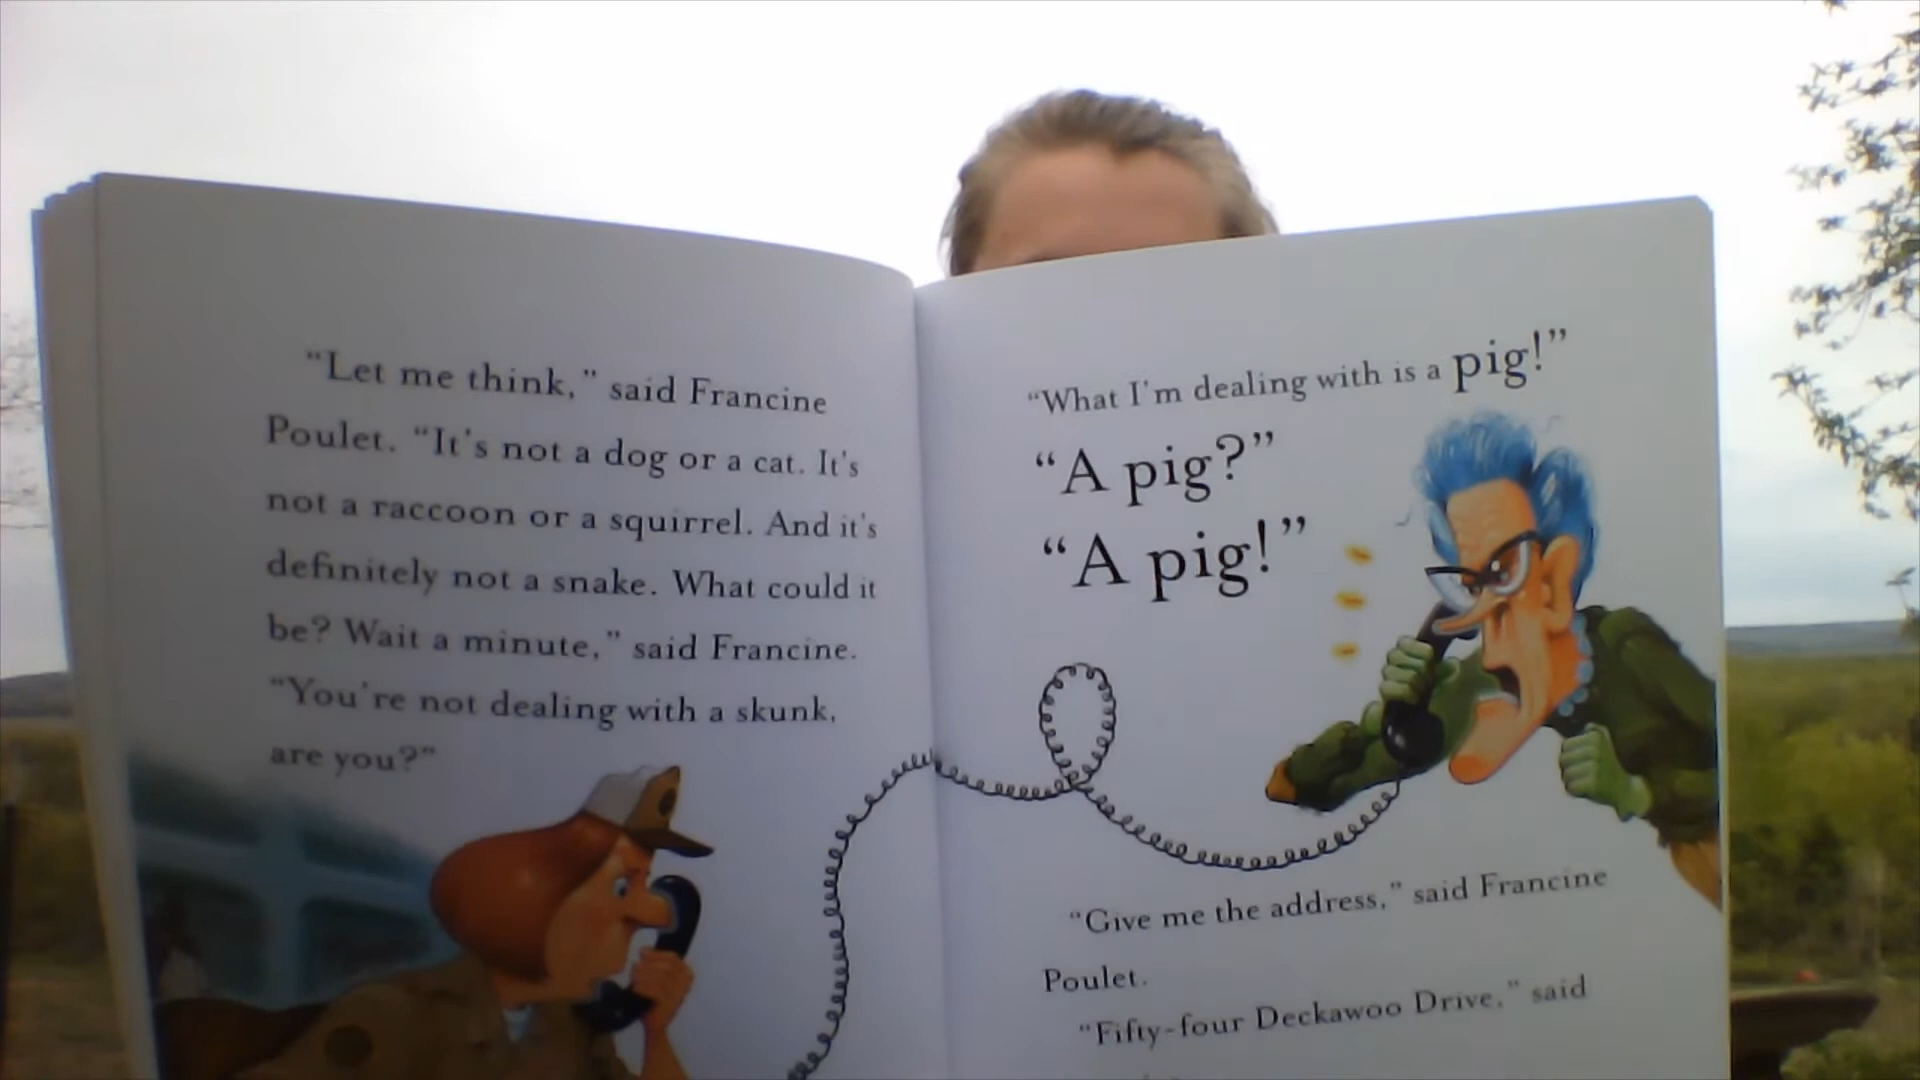 “Let me think,” said Francine
Poulet. “It's not a dog or a cat. It's
not a raccoon or a squirrel. And it's
definitely not a snake. What could it
be? Wait a minute,” said Francine.
“You're not dealing with a skunk,
are you?”
“What I'm dealing with is a pig!”
“A pig?”
“A pig!”
“Give me the address,” said Francine
Poulet.
“Fifty-four Deckawoo Drive,” said